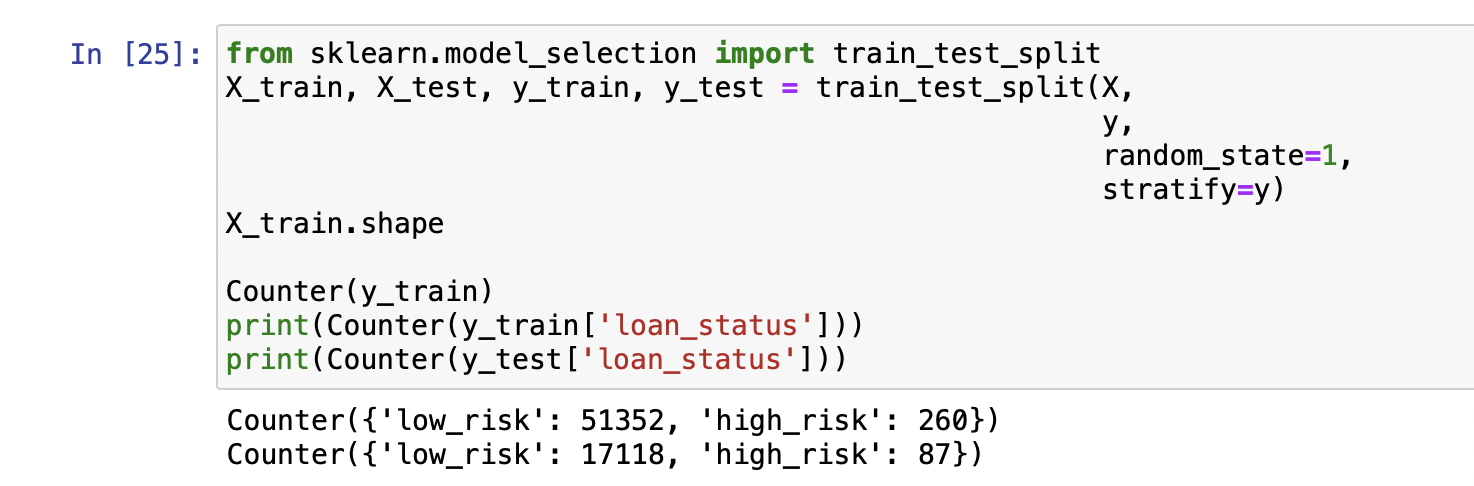 In [25]: from sklearn.model_selection import train_test_split
X_train, X_test, y_train, y_test = train_test_split(X,
y,
random_state=1,
stratify=y)
X_train.shape
Counter(y_train)
print(Counter(y_train['loan_status']))
print(Counter(y_test['loan_status']))
Counter({'low_risk': 51352, 'high_risk': 260})
Counter({'low_risk': 17118, 'high_risk': 87})